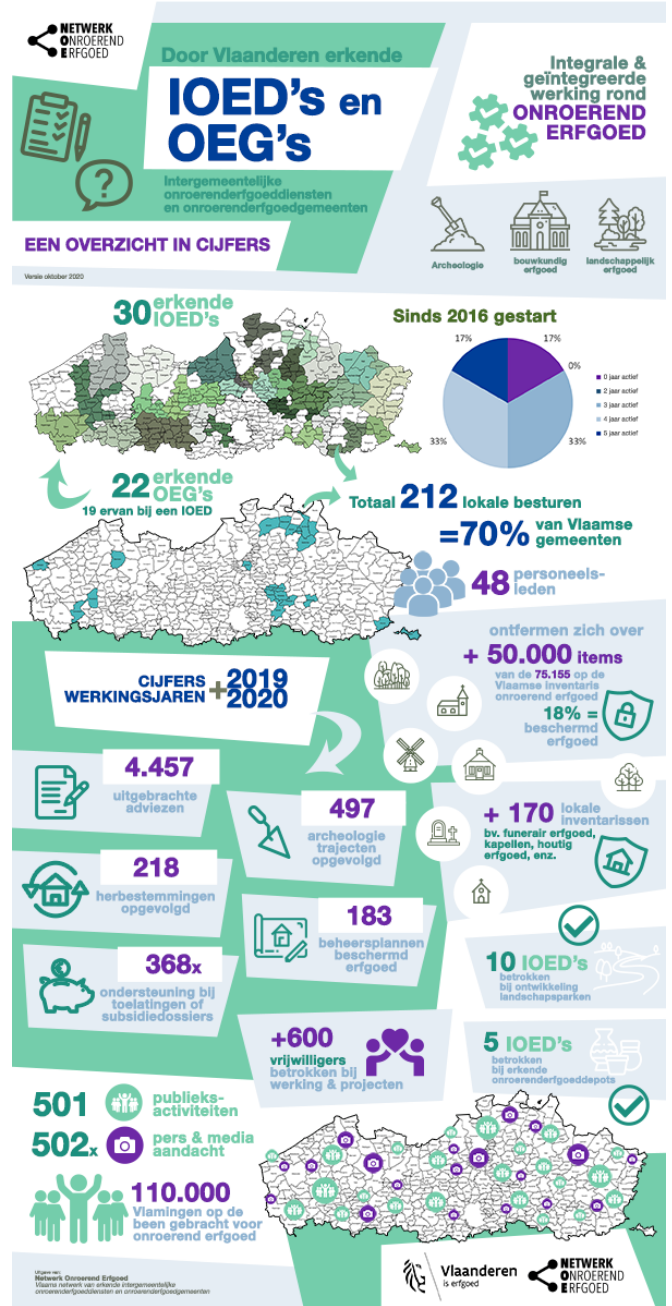 NETWERK
ONROEREND
ERFGOED
Door Vlaanderen erkende
IOED's en
OEG's
Intergemeentelijke
onroerenderfgoeddiensten
en onroerenderfgoedgemeenten
Integrale &
geïntegreerde
werking rond
ONROEREND
ERFGOED
EEN OVERZICHT IN CIJFERS
Versie oktober 2020
Archeologie
bouwkundig
erfgoed
landschappelijk
erfgoed
30 erkende
IOED's
Sinds 2016 gestart
17%
17%
0%
33%
33%
0 jaar actief
2 jaar actief
3 jaar actief
4 jaar actief
5 jaar actief
22 erkende
OEG's
19 ervan bij een IOED
Totaal 212 lokale besturen
=70% van Vlaamse
gemeenten
48 personeels-
leden
ontfermen zich over
+ 50.000 items
van de 75.155 op de
Vlaamse inventaris
onroerend erfgoed
18% =
beschermd
erfgoed
CIJFERS
WERKINGSJAREN
+
2019
2020
4.457
uitgebrachte
adviezen
497
archeologie
trajecten
opgevolgd
+ 170 lokale
inventarissen
bv. funerair erfgoed,
kapellen, houtig
erfgoed, enz.
218
herbestemmingen
opgevolgd
183
beheersplannen
beschermd
erfgoed
368x
ondersteuning bij
toelatingen of
subsidiedossiers
10 IOED's
betrokken
bij ontwikkeling
landschapsparken
+600
vrijwilligers
betrokken bij
werking & projecten
5 IOED's
betrokken
bij erkende
onroerenderfgoeddepots
501 publieks-
activiteiten
502x pers & media
aandacht
110.000
Vlamingen op de
been gebracht voor
onroerend erfgoed
Uitgave van:
Netwerk Onroerend Erfgoed
Vlaams netwerk van erkende intergemeentelijke
onroerenderfgoeddiensten en onroerenderfgoedgemeenten
Vlaanderen
is erfgoed
NETWERK
ONROEREND
ERFGOED